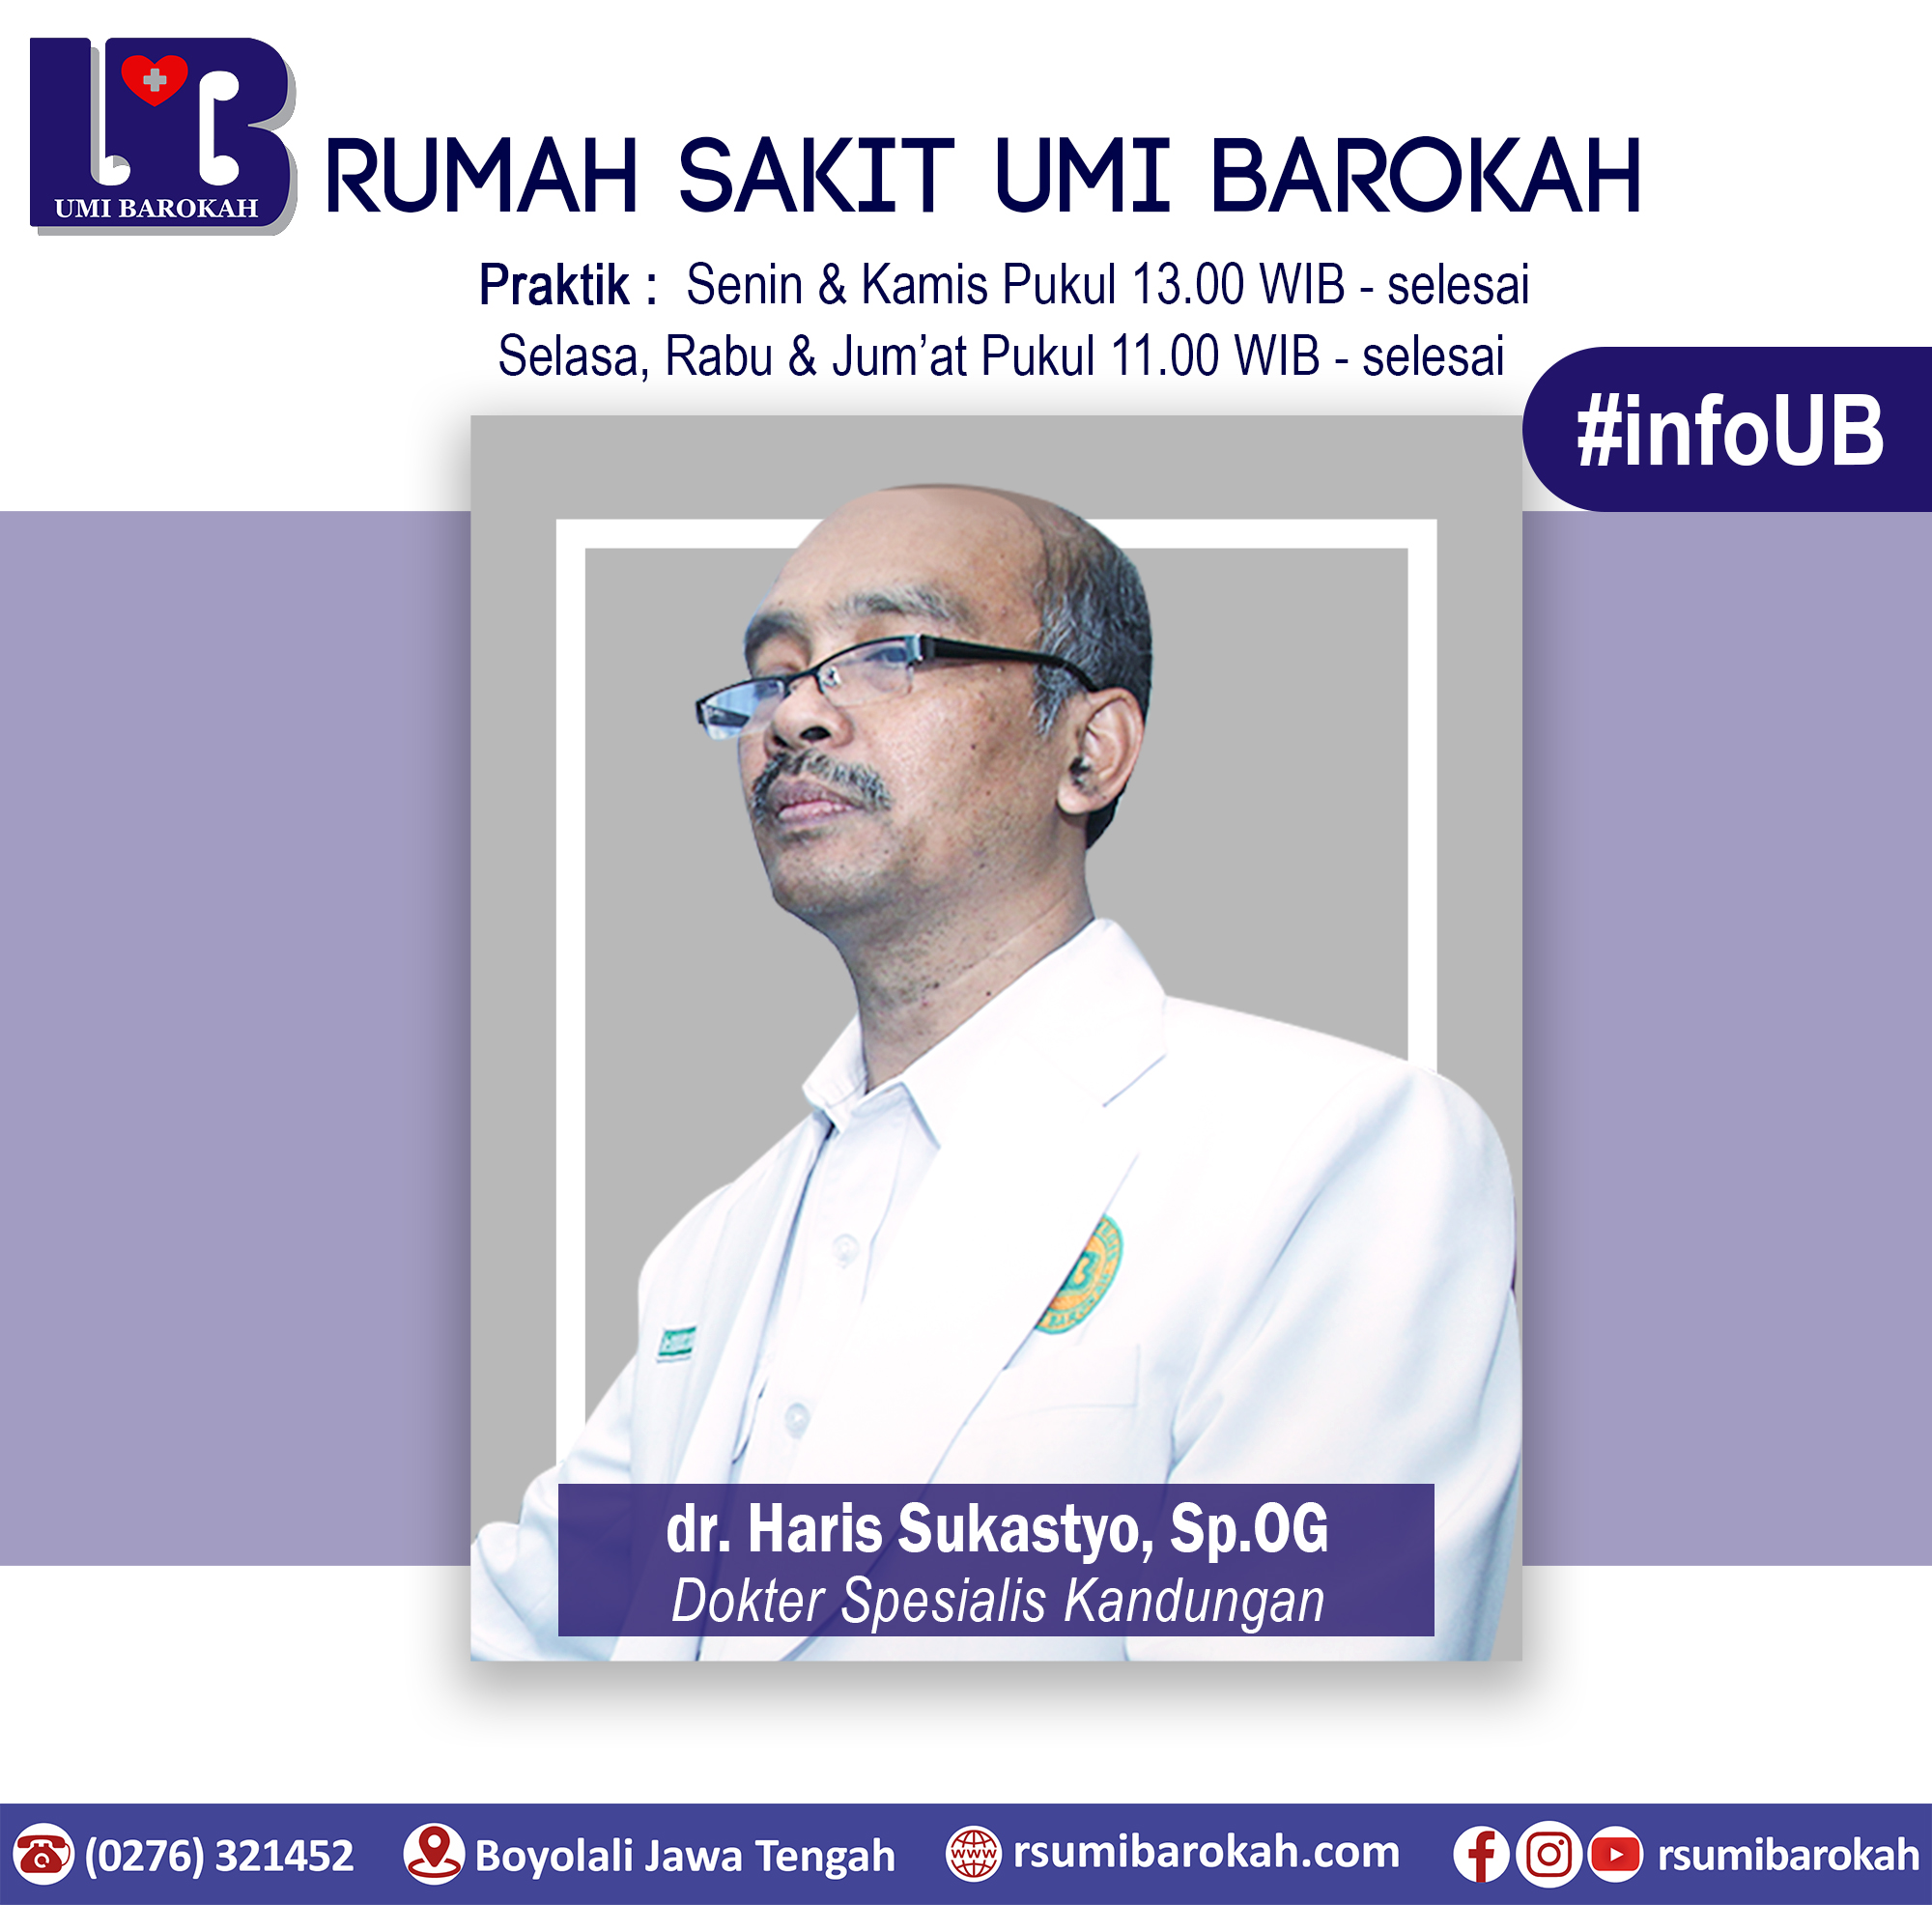 UMI BAROKAH
RUMAH SAKIT UMI BAROKAH
Praktik : Senin & Kamis Pukul 13.00 WIB - selesai
Selasa, Rabu & Jum’at Pukul 11.00 WIB - selesai
#infoUB
dr. Haris Sukastyo, Sp.OG
Dokter Spesialis Kandungan
(0276) 321452
Boyolali Jawa Tengah
www
rsumibarokah.com
rsumibarokah